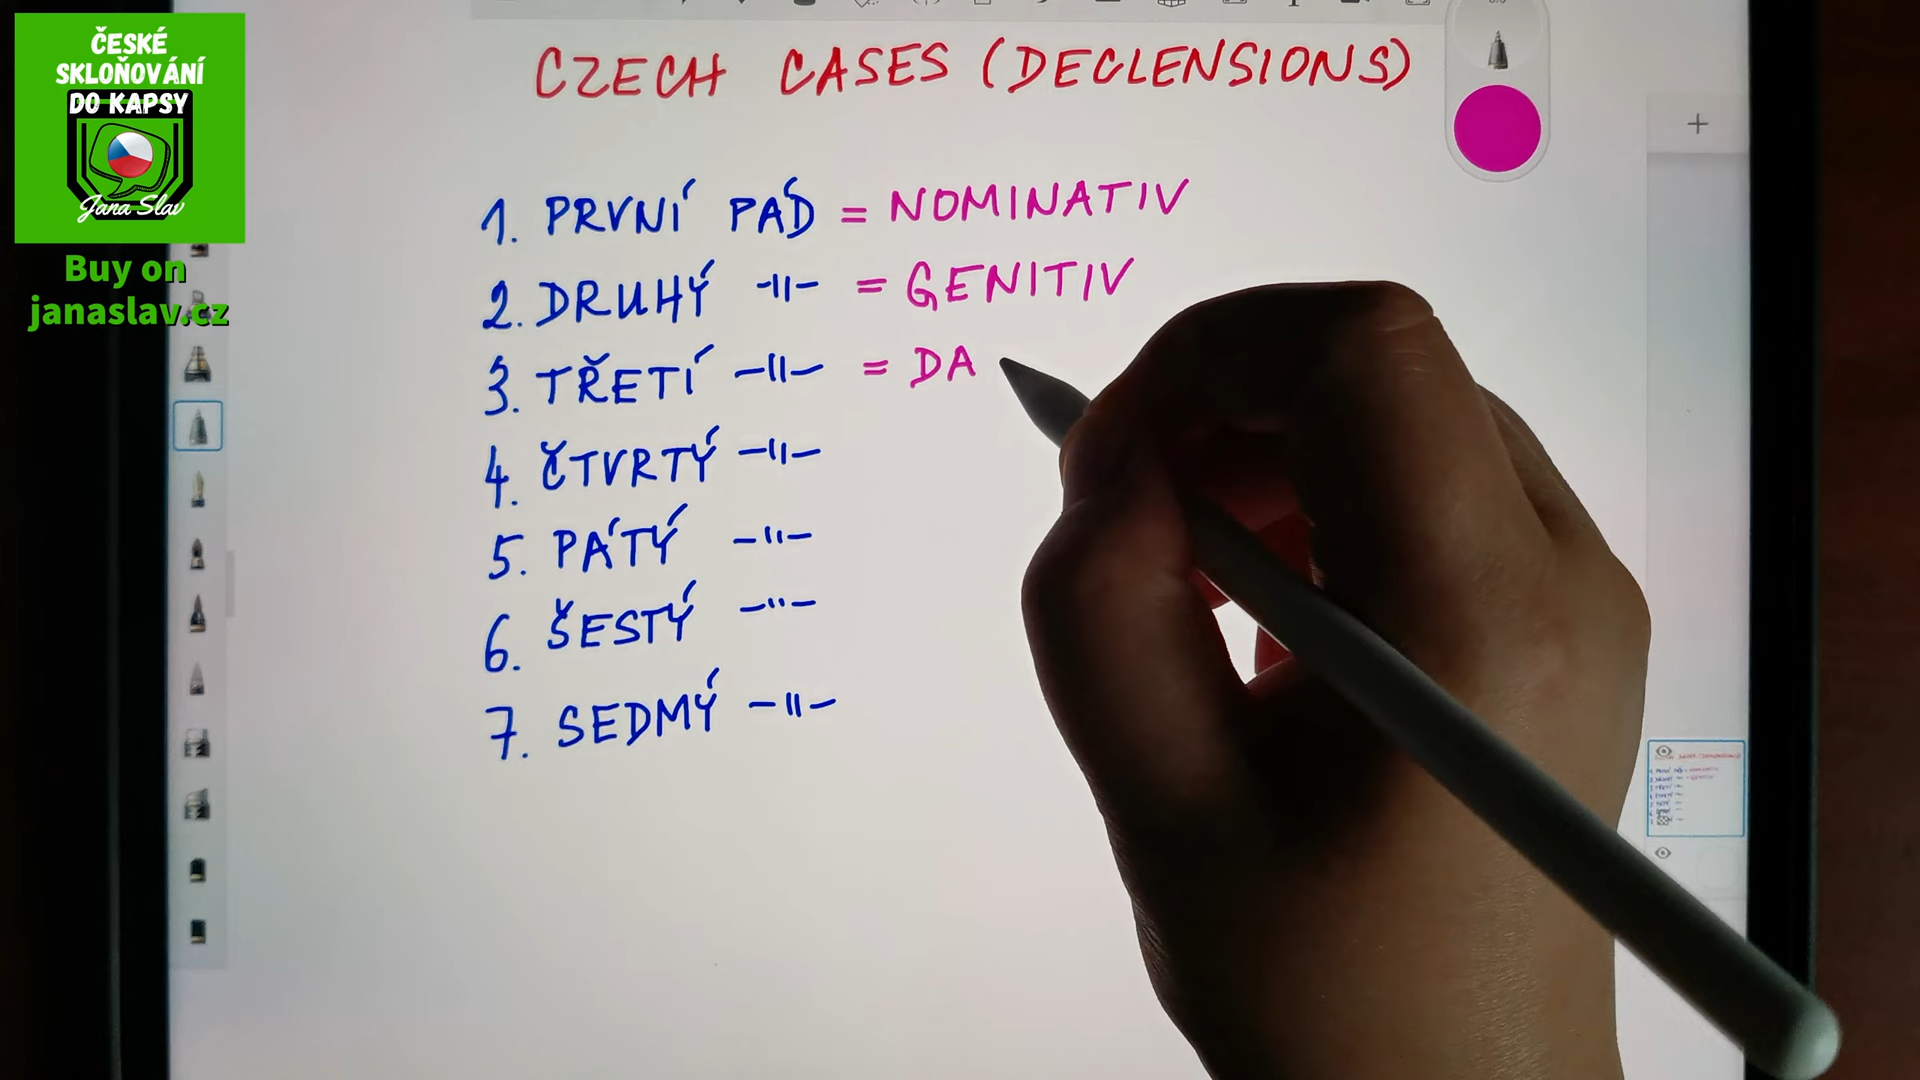 ČESKÉ
SKLOŇOVÁNÍ
DO KAPSY
Jana Slav
Buy on
janaslav.cz
CZECH CASES (DECLENSIONS)
1. PRVNÍ PÁD = NOMINATIV
2. DRUHÝ -II- = GENITIV
3. TŘETÍ -II- = DA
4. ČTVRTÝ -II-
5. PÁTÝ -II-
6. ŠESTÝ -II-
7. SEDMÝ -II-